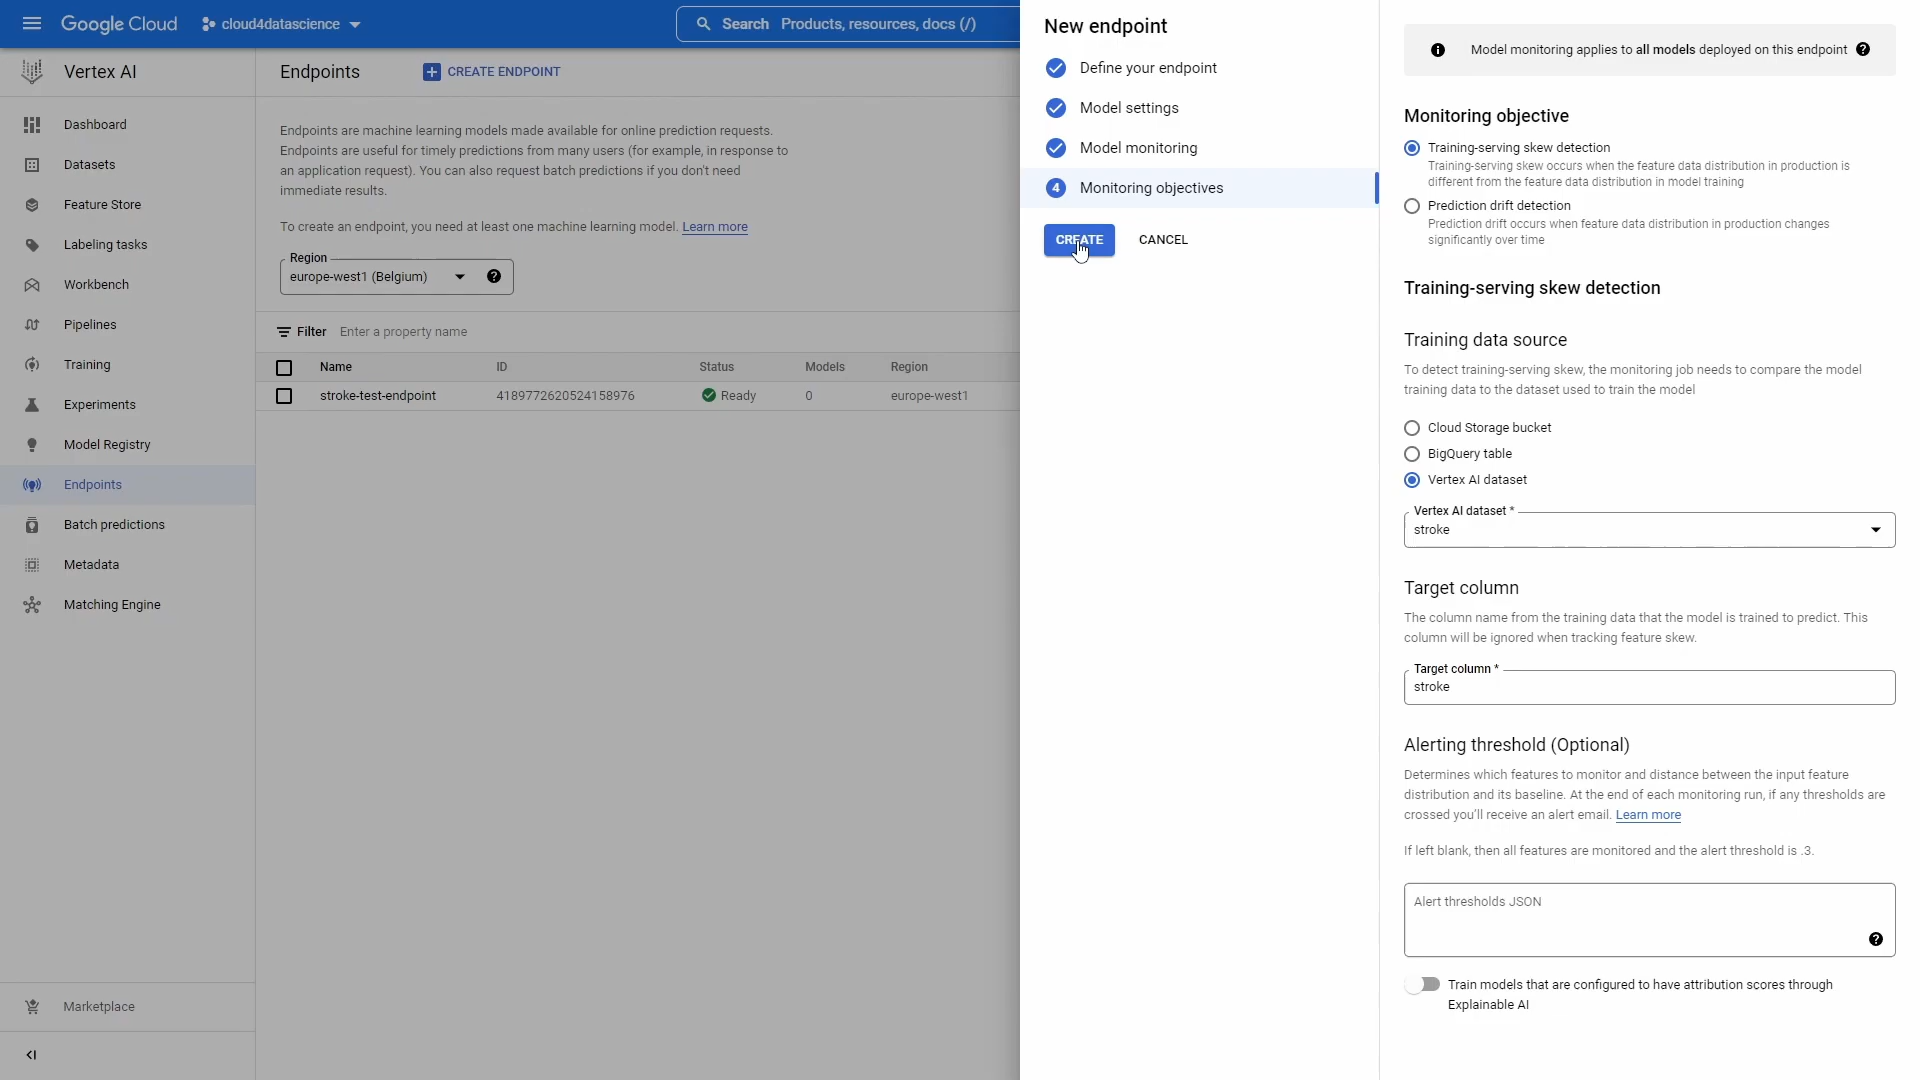 Google Cloud
cloud4datascience
Search Products, resources, docs (/)
Vertex AI
Dashboard
Datasets
Feature Store
Labeling tasks
Workbench
Pipelines
Training
Experiments
Model Registry
Endpoints
Batch predictions
Metadata
Matching Engine
Marketplace
Endpoints
CREATE ENDPOINT
Endpoints are machine learning models made available for online prediction requests.
Endpoints are useful for timely predictions from many users (for example, in response to
an application request). You can also request batch predictions if you don't need
immediate results.
To create an endpoint, you need at least one machine learning model. Learn more
Region
europe-west1 (Belgium)
Filter Enter a property name
Name ID Status Models Region
stroke-test-endpoint 4189772620524158976 Ready 0 europe-west1
New endpoint
Define your endpoint
Model settings
Model monitoring
4 Monitoring objectives
CREATE CANCEL
Model monitoring applies to all models deployed on this endpoint
Monitoring objective
Training-serving skew detection
Training-serving skew occurs when the feature data distribution in production is
different from the feature data distribution in model training
Prediction drift detection
Prediction drift occurs when feature data distribution in production changes
significantly over time
Training-serving skew detection
Training data source
To detect training-serving skew, the monitoring job needs to compare the model
training data to the dataset used to train the model
Cloud Storage bucket
BigQuery table
Vertex AI dataset
Vertex AI dataset *
stroke
Target column
The column name from the training data that the model is trained to predict. This
column will be ignored when tracking feature skew.
Target column *
stroke
Alerting threshold (Optional)
Determines which features to monitor and distance between the input feature
distribution and its baseline. At the end of each monitoring run, if any thresholds are
crossed you'll receive an alert email. Learn more
If left blank, then all features are monitored and the alert threshold is .3.
Alert thresholds JSON
Train models that are configured to have attribution scores through
Explainable AI